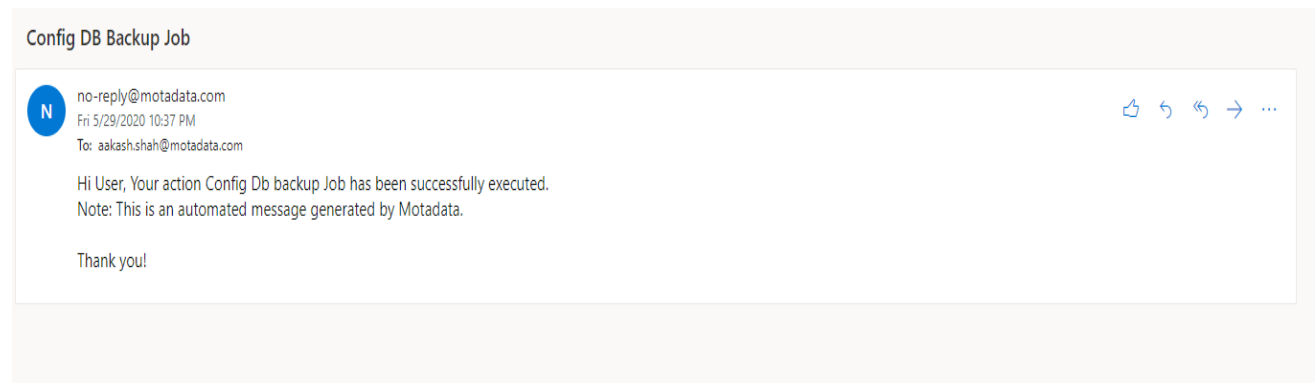 Config DB Backup Job
N
no-reply@motadata.com
Fri 5/29/2020 10:37 PM
To: aakash.shah@motadata.com
Hi User, Your action Config Db backup Job has been successfully executed.
Note: This is an automated message generated by Motadata.
Thank you!